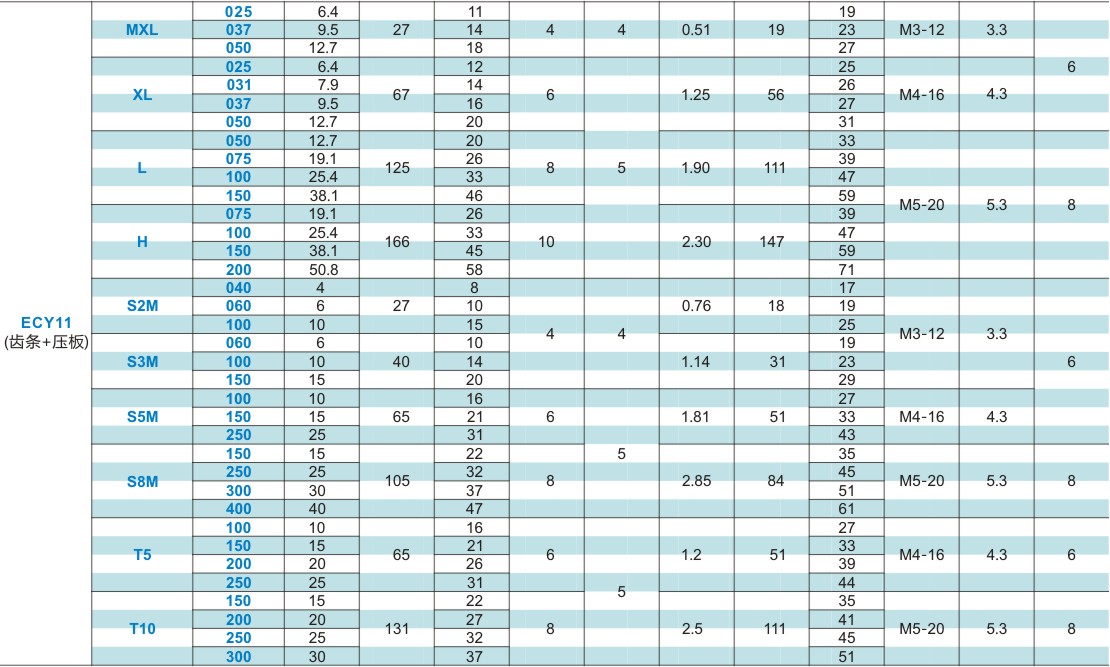 025 6.4 11 19
MXL 037 9.5 27 14 4 4 0.51 19 23 M3-12 3.3
050 12.7 18 27
025 6.4 12 25 6
031 7.9 14 26
XL 67 6 1.25 56 M4-16 4.3
037 9.5 16 27
050 12.7 20 31
050 12.7 20 33
075 19.1 26 39
L 125 8 5 1.90 111
100 25.4 33 47
150 38.1 46 59
M5-20 5.3 8
075 19.1 26 39
100 25.4 33 47
H 166 10 2.30 147
150 38.1 45 59
200 50.8 58 71
040 4 8 17
S2M 060 6 27 10 0.76 18 19
ECY11 100 10 15 25
4 4 M3-12 3.3
(齿条+压板) 060 6 10 19
S3M 100 10 40 14 1.14 31 23 6
150 15 20 29
100 10 16 27
S5M 150 15 65 21 6 1.81 51 33 M4-16 4.3
250 25 31 43
150 15 22 5 35
250 25 32 45
S8M 105 8 2.85 84 M5-20 5.3 8
300 30 37 51
400 40 47 61
100 10 16 27
150 15 21 33
T5 65 6 1.2 51 M4-16 4.3 6
200 20 26 39
250 25 31 44
5
150 15 22 35
200 20 27 41
T10 131 8 2.5 111 M5-20 5.3 8
250 25 32 45
300 30 37 51